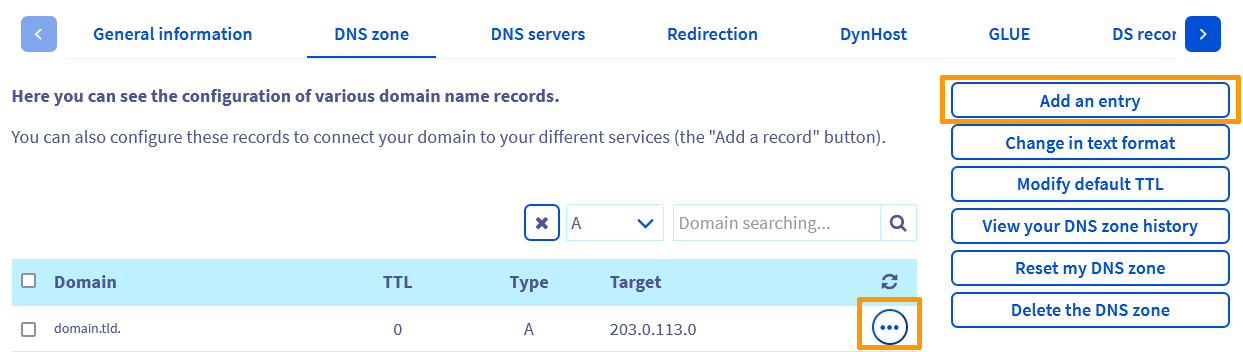 General information DNS zone DNS servers Redirection DynHost GLUE DS recor
Here you can see the configuration of various domain name records.
You can also configure these records to connect your domain to your different services (the "Add a record" button).
Add an entry
Change in text format
Modify default TTL
View your DNS zone history
Reset my DNS zone
Delete the DNS zone
A Domain searching...
Domain TTL Type Target
domain.tld. 0 A 203.0.113.0